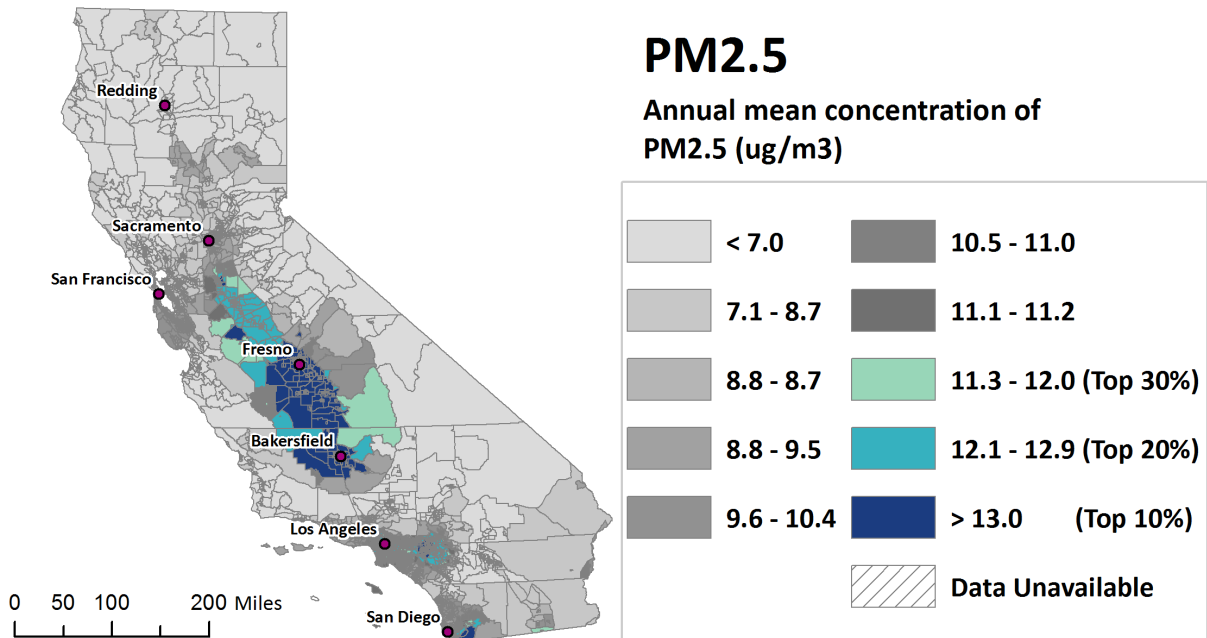 PM2.5
Annual mean concentration of
PM2.5 (ug/m3)
Redding
Sacramento
San Francisco
Fresno
Bakersfield
Los Angeles
San Diego
0 50 100 200 Miles
< 7.0
7.1 - 8.7
8.8 - 8.7
8.8 - 9.5
9.6 - 10.4
10.5 - 11.0
11.1 - 11.2
11.3 - 12.0 (Top 30%)
12.1 - 12.9 (Top 20%)
> 13.0 (Top 10%)
Data Unavailable